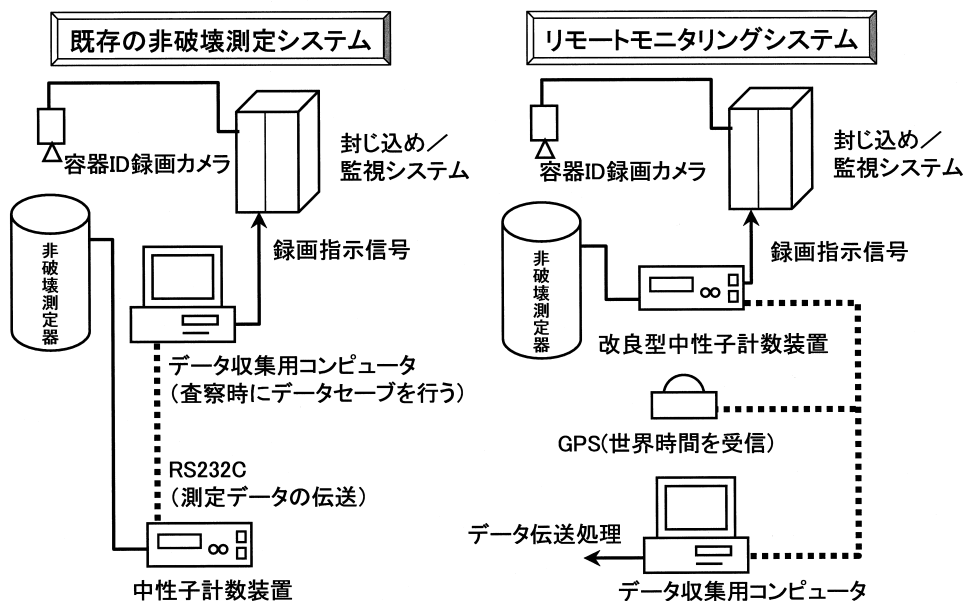 既存の非破壊測定システム
容器ID録画カメラ
封じ込め／
監視システム
非破壊測定器
録画指示信号
データ収集用コンピュータ
（査察時にデータセーブを行う）
RS232C
（測定データの伝送）
中性子計数装置
リモートモニタリングシステム
容器ID録画カメラ
封じ込め／
監視システム
非破壊測定器
録画指示信号
改良型中性子計数装置
GPS(世界時間を受信)
データ伝送処理
データ収集用コンピュータ